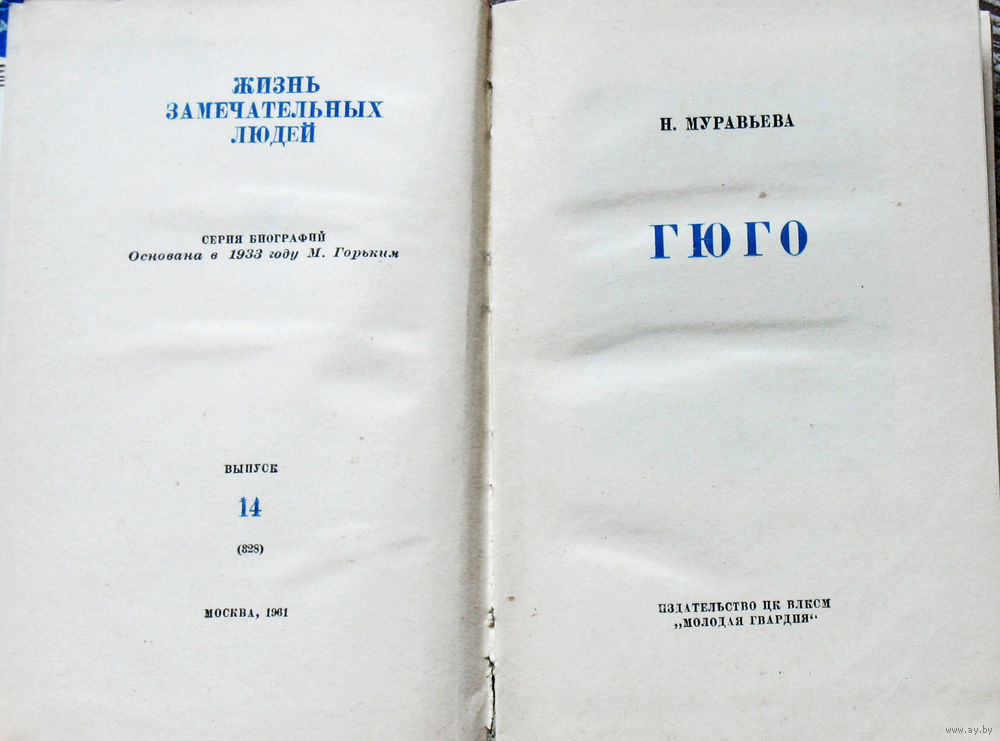 ЖИЗНЬ
ЗАМЕЧАТЕЛЬНЫХ
ЛЮДЕЙ
СЕРИЯ БИОГРАФИЙ
Основана в 1933 году М. Горьким
ВЫПУСК
14
(328)
МОСКВА, 1961
Н. МУРАВЬЕВА
ГЮГО
ИЗДАТЕЛЬСТВО ЦК ВЛКСМ
„МОЛОДАЯ ГВАРДИЯ“
www.ay.by